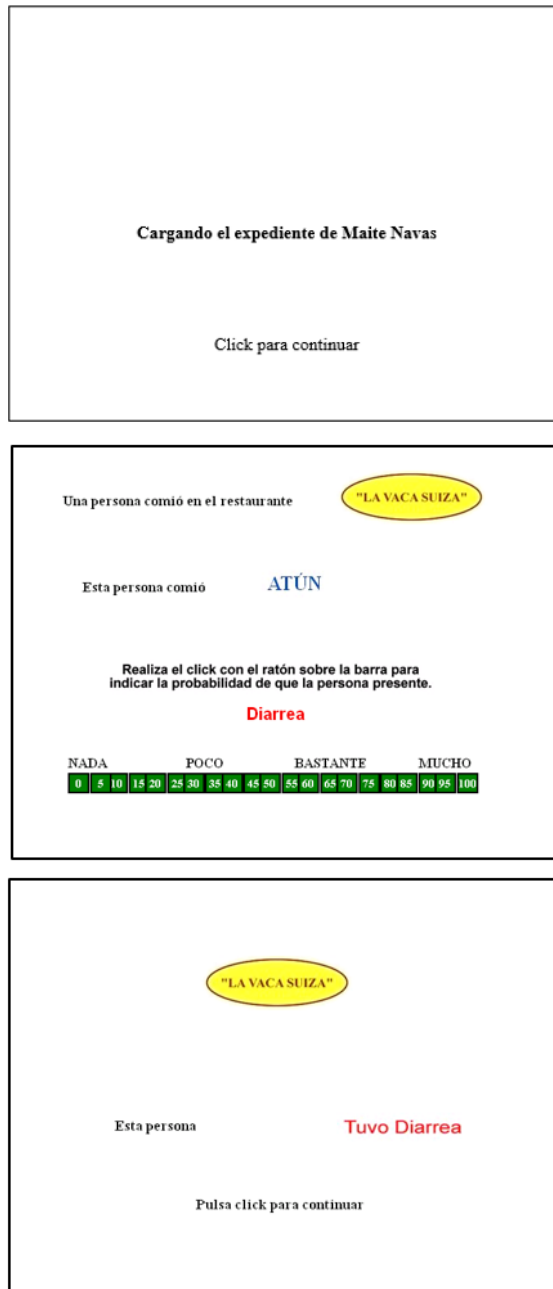 Cargando el expediente de Maite Navas
Click para continuar
Una persona comió en el restaurante "LA VACA SUIZA"
Esta persona comió ATÚN
Realiza el click con el ratón sobre la barra para
indicar la probabilidad de que la persona presente.
Diarrea
NADA POCO BASTANTE MUCHO
0 5 10 15 20 25 30 35 40 45 50 55 60 65 70 75 80 85 90 95 100
"LA VACA SUIZA"
Esta persona Tuvo Diarrea
Pulsa click para continuar